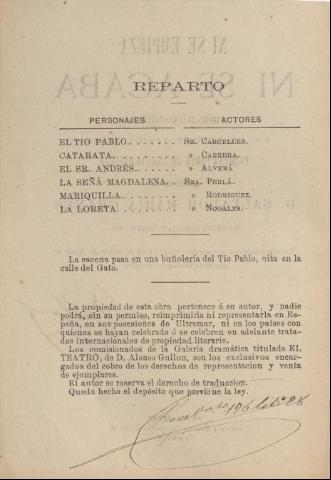 REPARTO
PERSONAJES ACTORES
EL TIO PABLO........ SR. CARCELLER.
CATARATA......... » CARRERA.
EL SR. ANDRÉS....... » ALVERÁ.
LA SEÑÁ MAGDALENA.. SRA. PERLÁ.
MARIQUILLA........ » RODRIGUEZ.
LA LORETA......... » NOGALES.
La escena pasa en una buñolería del Tio Pablo, sita en la
calle del Gato.
La propiedad de esta obra pertenece á su autor, y nadie
podrá, sin su permiso, reimprimirla ni representarla en Es-
paña, en sus posesiones de Ultramar, ni en los países con
quienes se hayan celebrado ó se celebren en adelante trata-
dos internacionales de propiedad literaria.
Los comisionados de la Galería dramática titulada EL
TEATRO, de D. Alonso Gullon, son los exclusivos encar-
gados del cobro de los derechos de representacion y venta
de ejemplares.
El autor se reserva el derecho de traduccion.
Queda hecho el depósito que previene la ley.